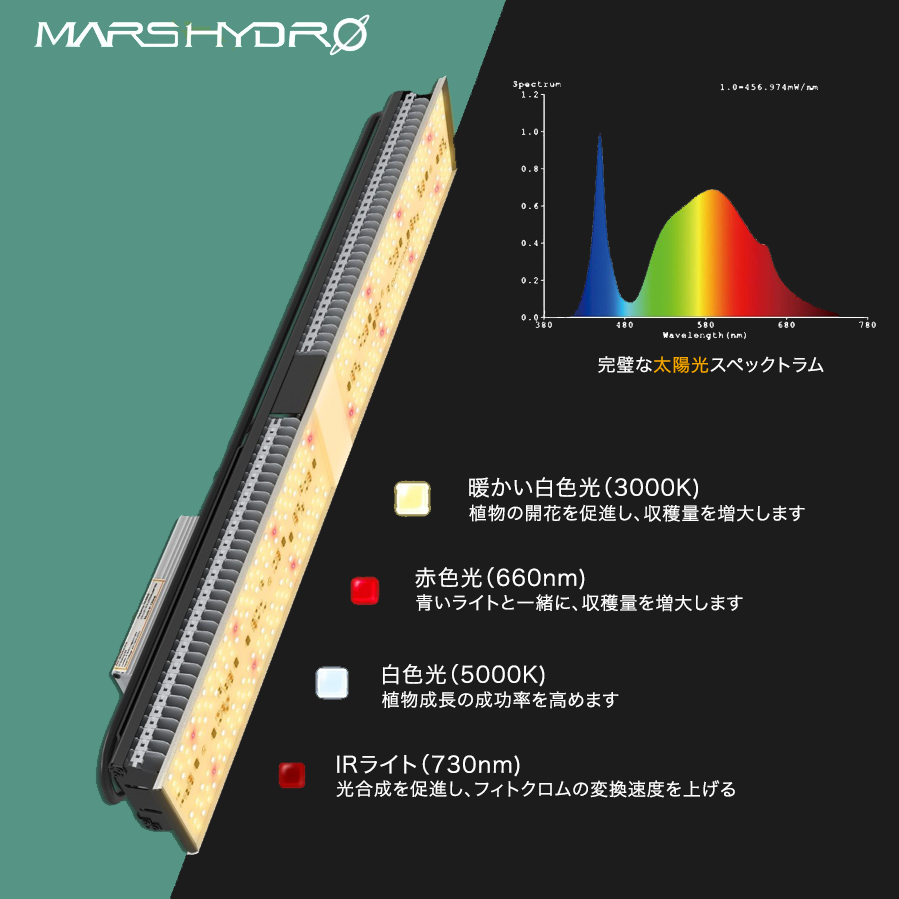 MARS HYDRO
Spectrum
1.0=456.974mW/nm
1.2
1.0
0.8
0.6
0.4
0.2
0.0
380 480 580 680 780
Wavelength(nm)
完璧な太陽光スペックトラム
暖かい白色光(3000K)
植物の開花を促進し、収穫量を増大します
赤色光(660nm)
青いライトと一緒に、収穫量を増大します
白色光(5000K)
植物成長の成功率を高めます
IRライト(730nm)
光合成を促進し、フィトクロムの変換速度を上げる